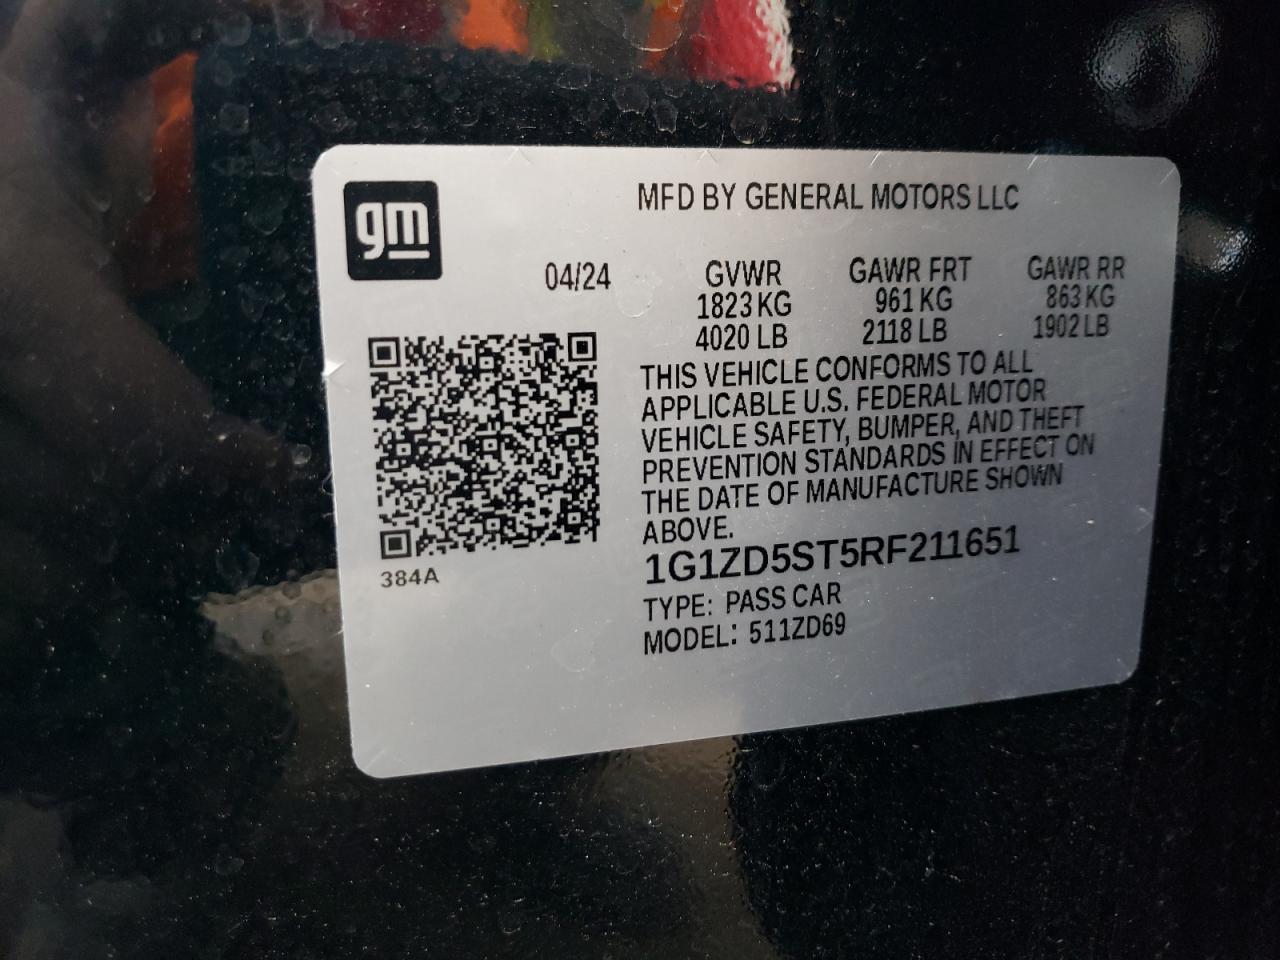 gm
MFD BY GENERAL MOTORS LLC
04/24 GVWR GAWR FRT GAWR RR
1823 KG 961 KG 863 KG
4020 LB 2118 LB 1902 LB
THIS VEHICLE CONFORMS TO ALL
APPLICABLE U.S. FEDERAL MOTOR
VEHICLE SAFETY, BUMPER, AND THEFT
PREVENTION STANDARDS IN EFFECT ON
THE DATE OF MANUFACTURE SHOWN
ABOVE.
1G1ZD5ST5RF211651
384A
TYPE: PASS CAR
MODEL: 511ZD69